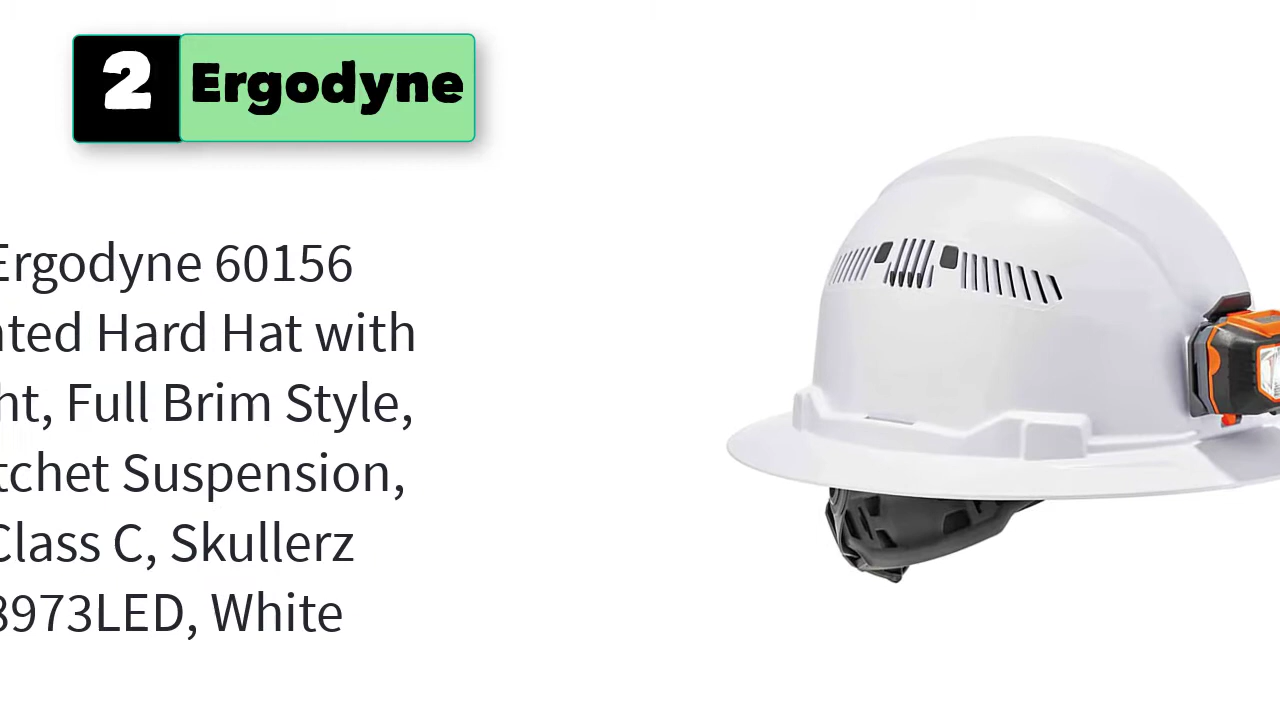 2 Ergodyne
Ergodyne 60156
nted Hard Hat with
ht, Full Brim Style,
tchet Suspension,
Class C, Skullerz
8973LED, White